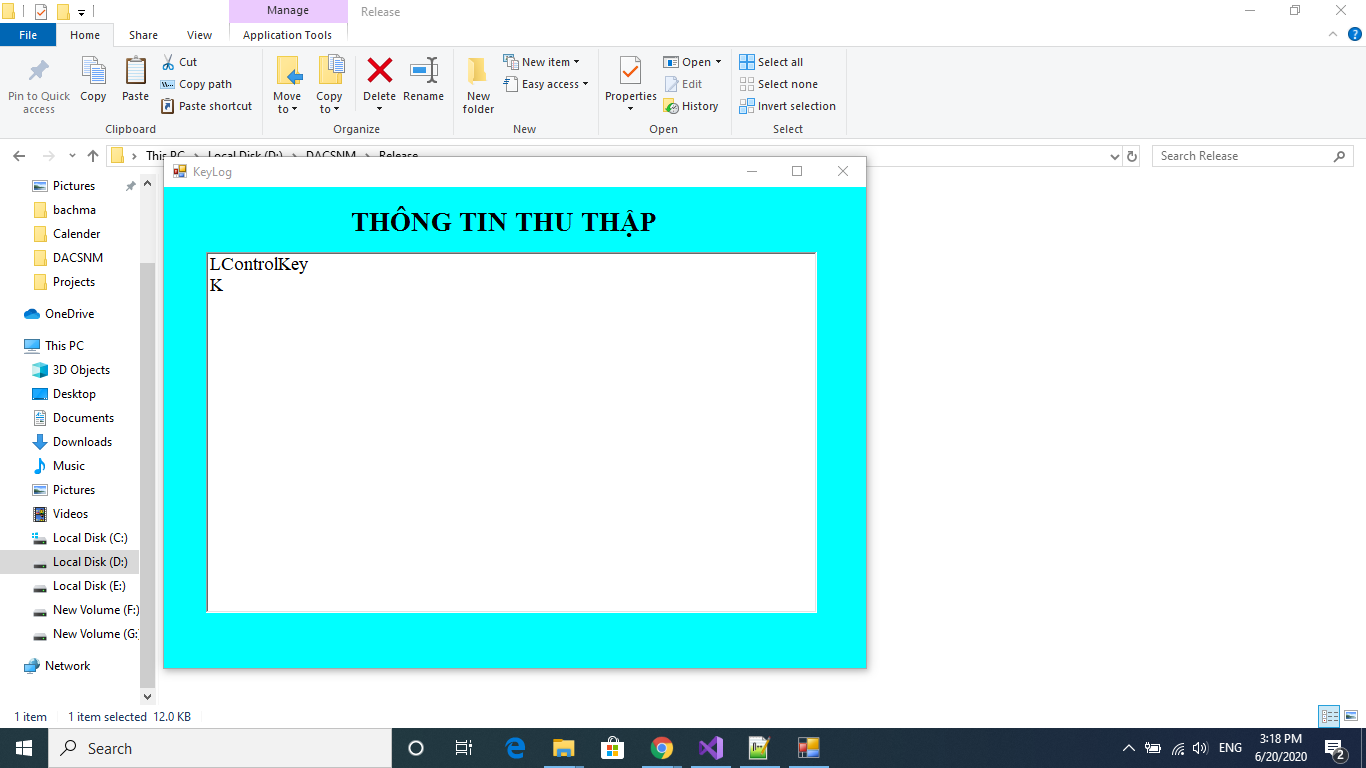 Manage
Release
File
Home
Share
View
Application Tools
Pin to Quick
access
Copy
Paste
Cut
Copy path
Paste shortcut
Clipboard
Move
to
Copy
to
Delete
Rename
Organize
New
folder
New item
Easy access
New
Properties
Open
Edit
History
Open
Select all
Select none
Invert selection
Select
This PC
Local Disk (D:)
DACSNM
Release
Search Release
Pictures
bachma
Calender
DACSNM
Projects
OneDrive
This PC
3D Objects
Desktop
Documents
Downloads
Music
Pictures
Videos
Local Disk (C:)
Local Disk (D:)
Local Disk (E:)
New Volume (F:)
New Volume (G:
Network
KeyLog
THÔNG TIN THU THẬP
LControlKey
K
1 item
1 item selected 12.0 KB
Search
ENG
3:18 PM
6/20/2020
2